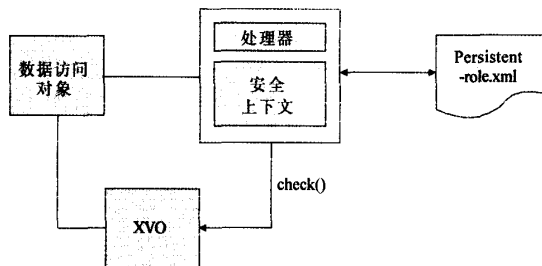 数据访问
对象
处理器
安全
上下文
Persistent
-role.xml
check()
XVO